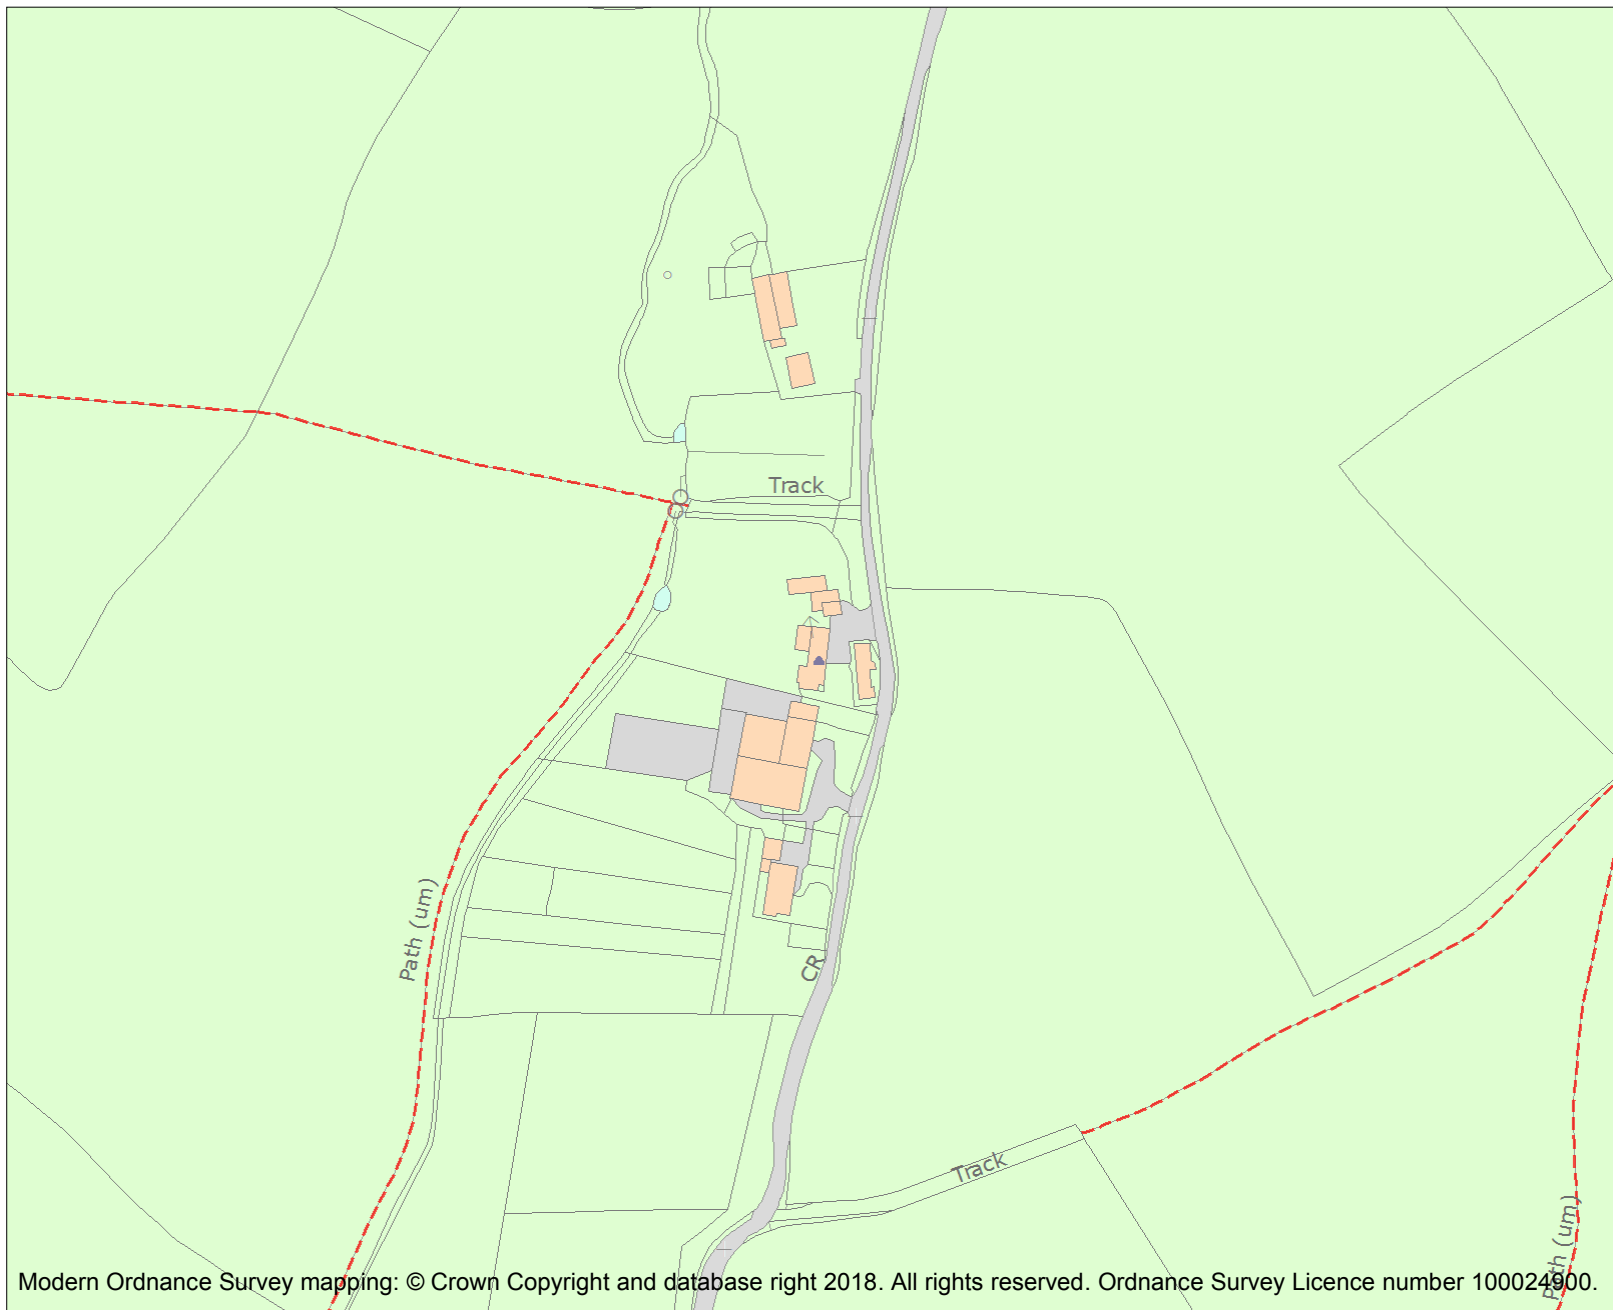 Track
Path (um)
CR
Track
Path (um)
Modern Ordnance Survey mapping: © Crown Copyright and database right 2018. All rights reserved. Ordnance Survey Licence number 100024900.